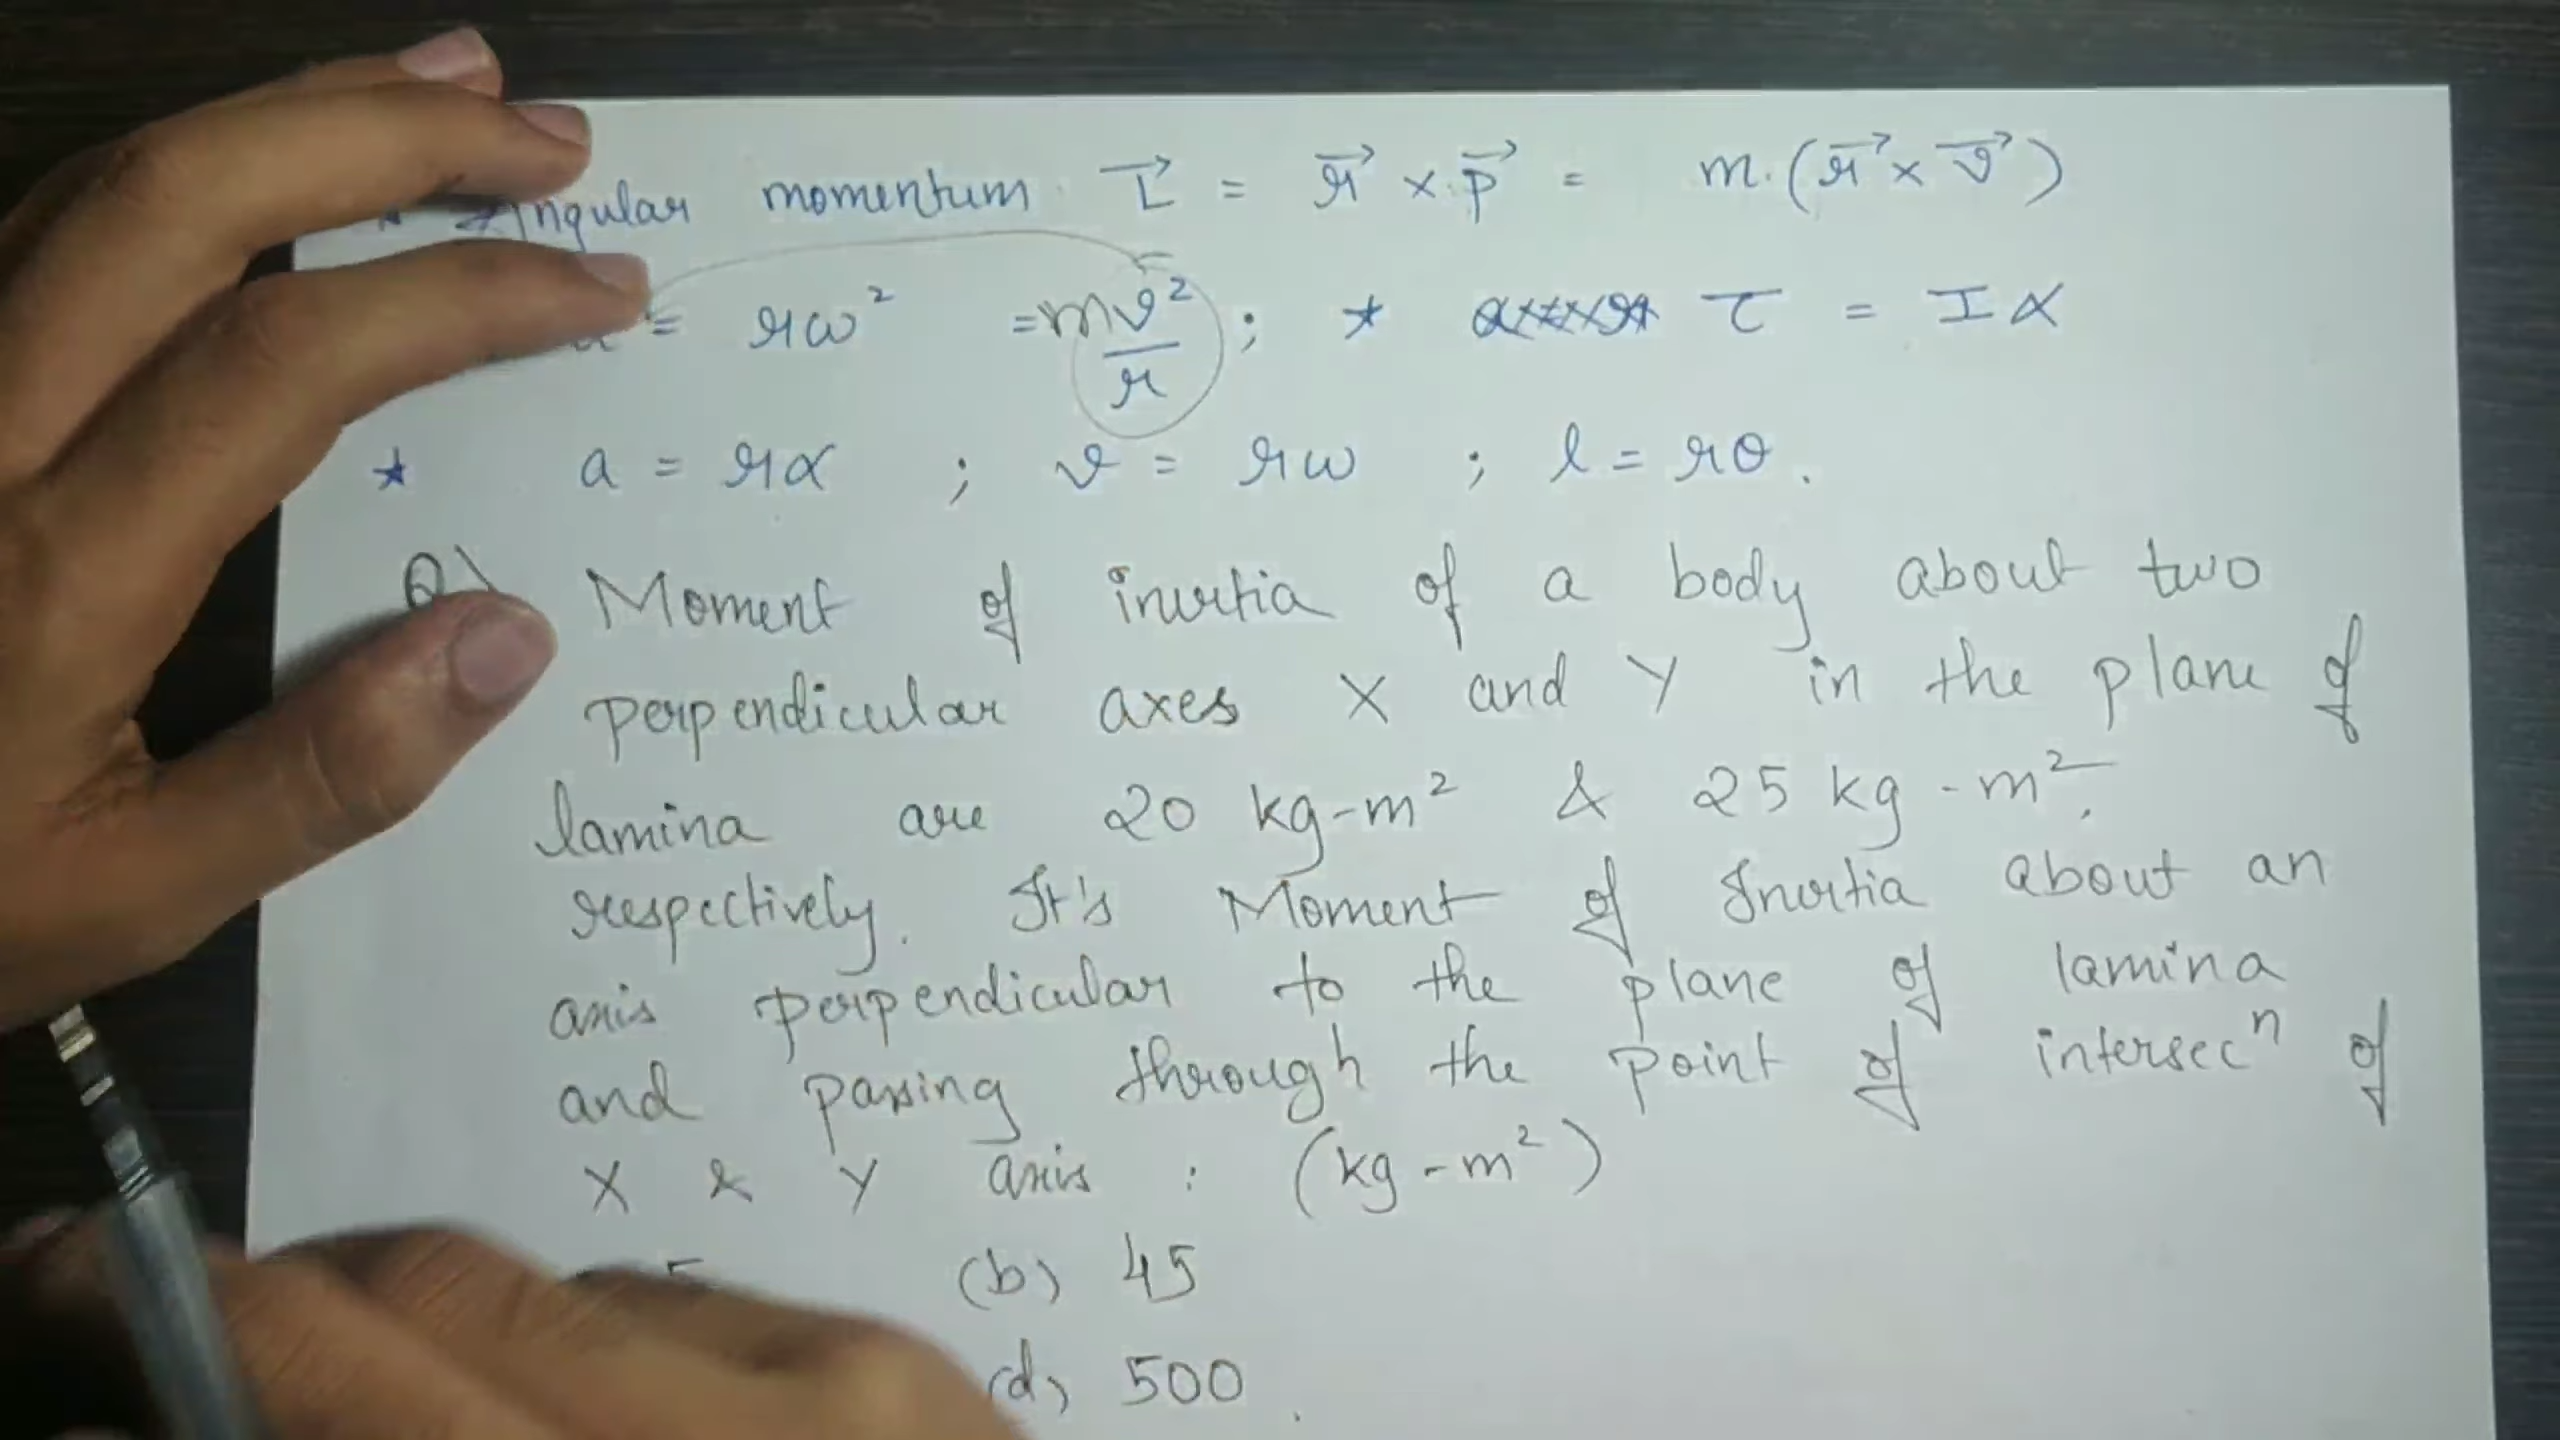 Angular momentum L⃗ = r⃗ × p⃗ = m.(r⃗ × v⃗)
= rω² = mv²/r ; * τ = Iα
* a = rα ; v = rω ; l = rθ.
Q) Moment of inertia of a body about two
perpendicular axes X and Y in the plane of
lamina are 20 kg-m² & 25 kg-m².
respectively. It's Moment of Inertia about an
axis perpendicular to the plane of lamina
and passing through the point of intersecⁿ of
X & Y axis : (kg-m²)
5 (b) 45
(d) 500.